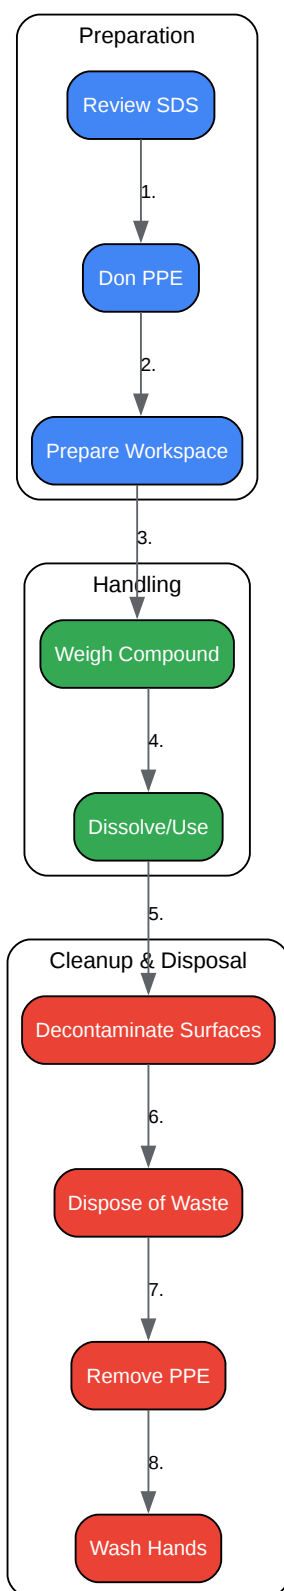 Preparation
Review SDS
1.
Don PPE
2.
Prepare Workspace
3.
Handling
Weigh Compound
4.
Dissolve/Use
5.
Cleanup & Disposal
Decontaminate Surfaces
6.
Dispose of Waste
7.
Remove PPE
8.
Wash Hands